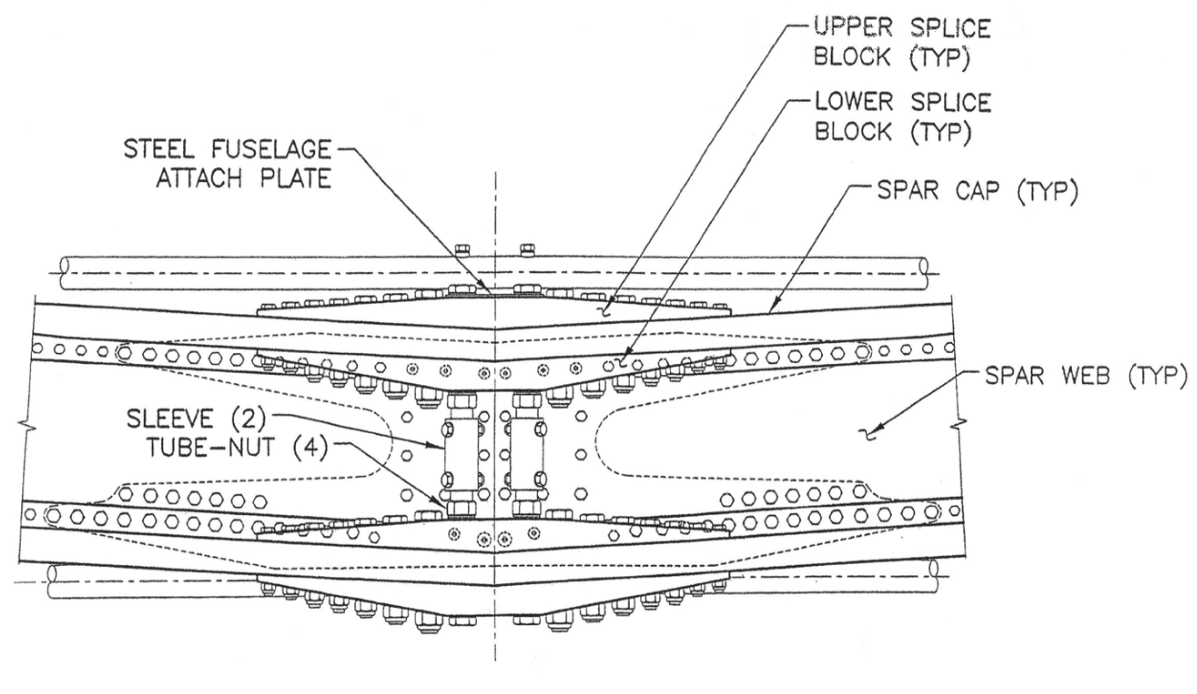 UPPER SPLICE
BLOCK (TYP)
LOWER SPLICE
BLOCK (TYP)
STEEL FUSELAGE
ATTACH PLATE
SPAR CAP (TYP)
SPAR WEB (TYP)
SLEEVE (2)
TUBE-NUT (4)